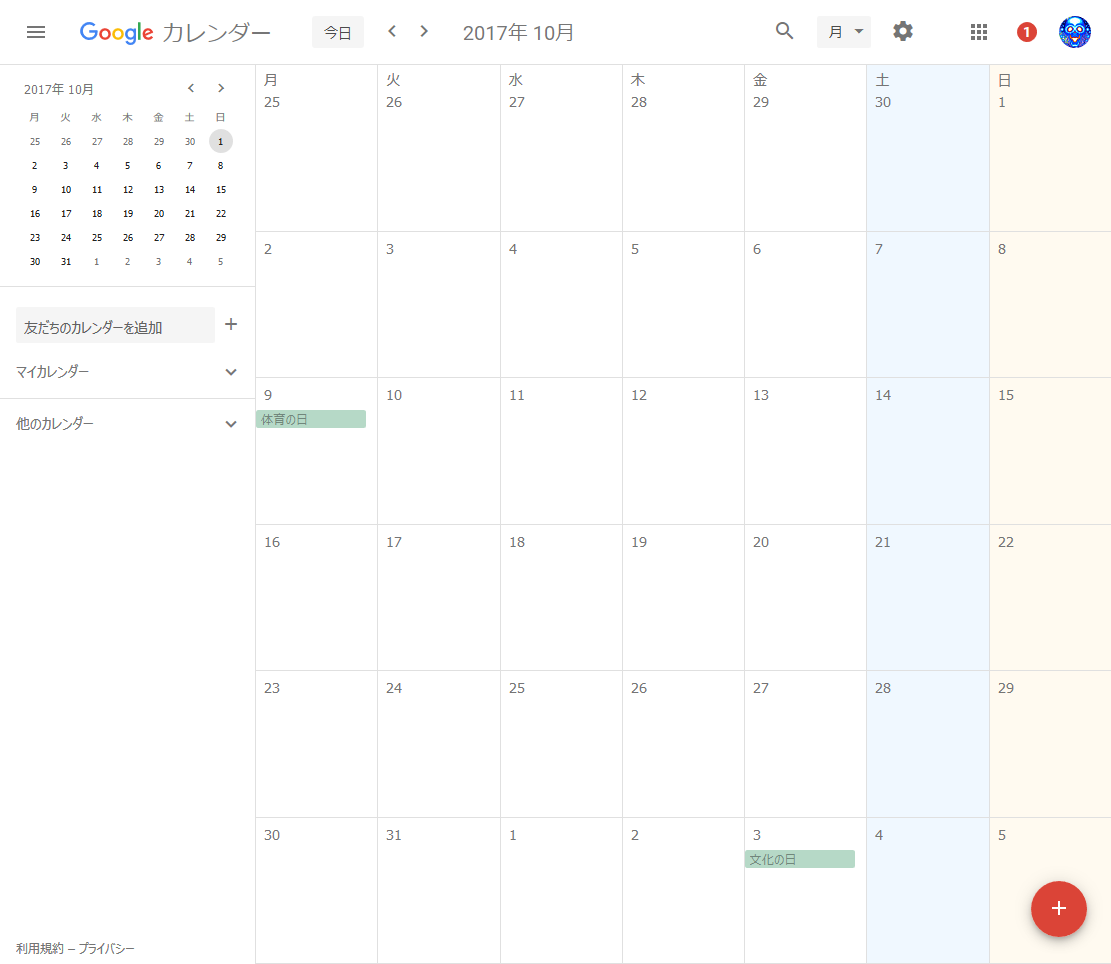 Google カレンダー 今日 2017年 10月 月 1
2017年 10月
月 火 水 木 金 土 日
25 26 27 28 29 30 1
2 3 4 5 6 7 8
9 10 11 12 13 14 15
16 17 18 19 20 21 22
23 24 25 26 27 28 29
30 31 1 2 3 4 5
友だちのカレンダーを追加 +
マイカレンダー
他のカレンダー
利用規約 – プライバシー
月 火 水 木 金 土 日
25 26 27 28 29 30 1
2 3 4 5 6 7 8
9 10 11 12 13 14 15
体育の日
16 17 18 19 20 21 22
23 24 25 26 27 28 29
30 31 1 2 3 4 5
文化の日
+